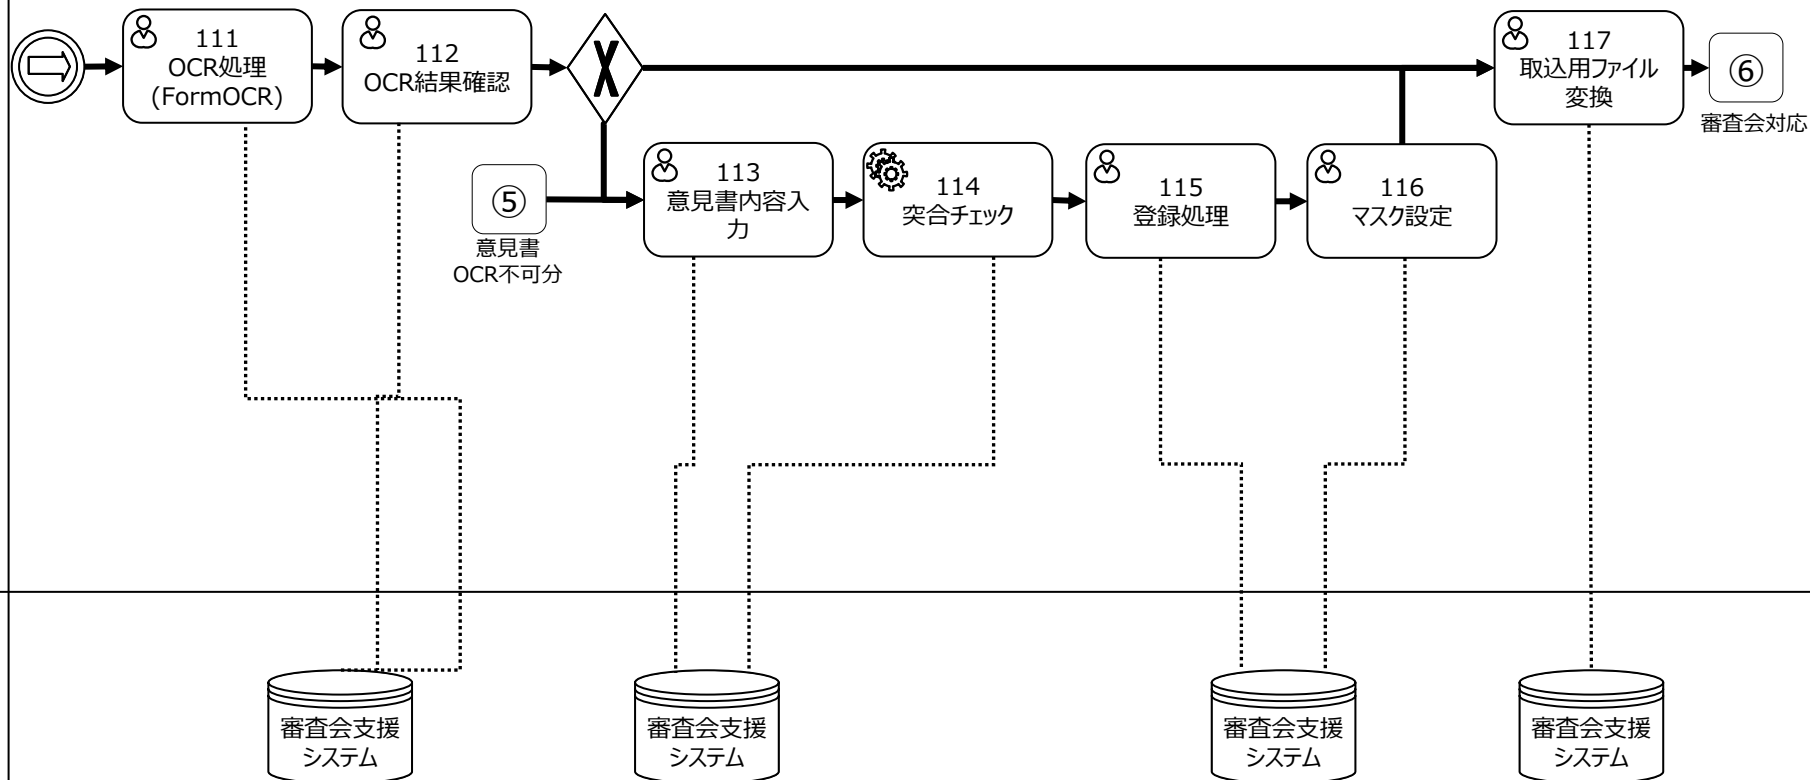 111
OCR処理
(FormOCR)
112
OCR結果確認
X
117
取込用ファイル
変換
⑥
審査会対応
⑤
意見書
OCR不可分
113
意見書内容入
力
114
突合チェック
115
登録処理
116
マスク設定
審査会支援
システム
審査会支援
システム
審査会支援
システム
審査会支援
システム